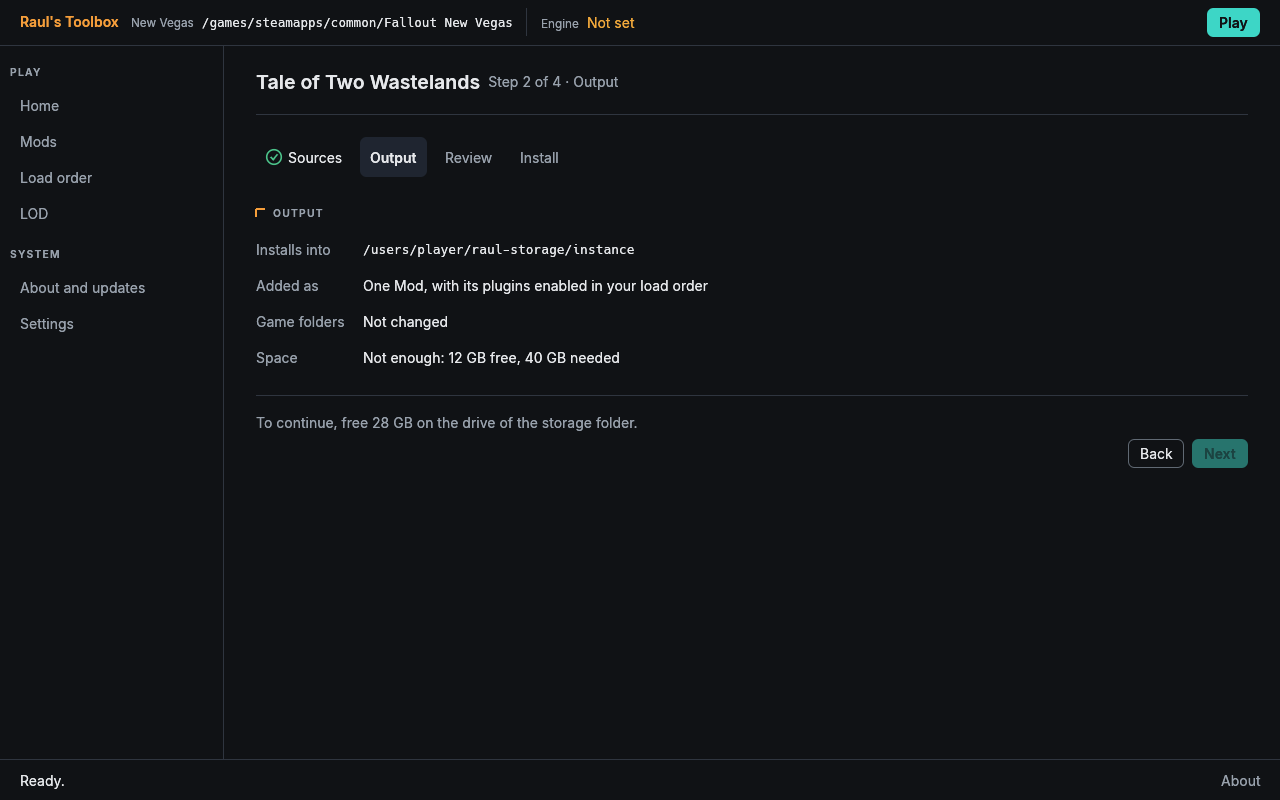 Raul's Toolbox New Vegas /games/steamapps/common/Fallout New Vegas Engine Not set Play
PLAY
Home
Mods
Load order
LOD
SYSTEM
About and updates
Settings
Tale of Two Wastelands Step 2 of 4 · Output
Sources Output Review Install
OUTPUT
Installs into /users/player/raul-storage/instance
Added as One Mod, with its plugins enabled in your load order
Game folders Not changed
Space Not enough: 12 GB free, 40 GB needed
To continue, free 28 GB on the drive of the storage folder.
Back Next
Ready. About